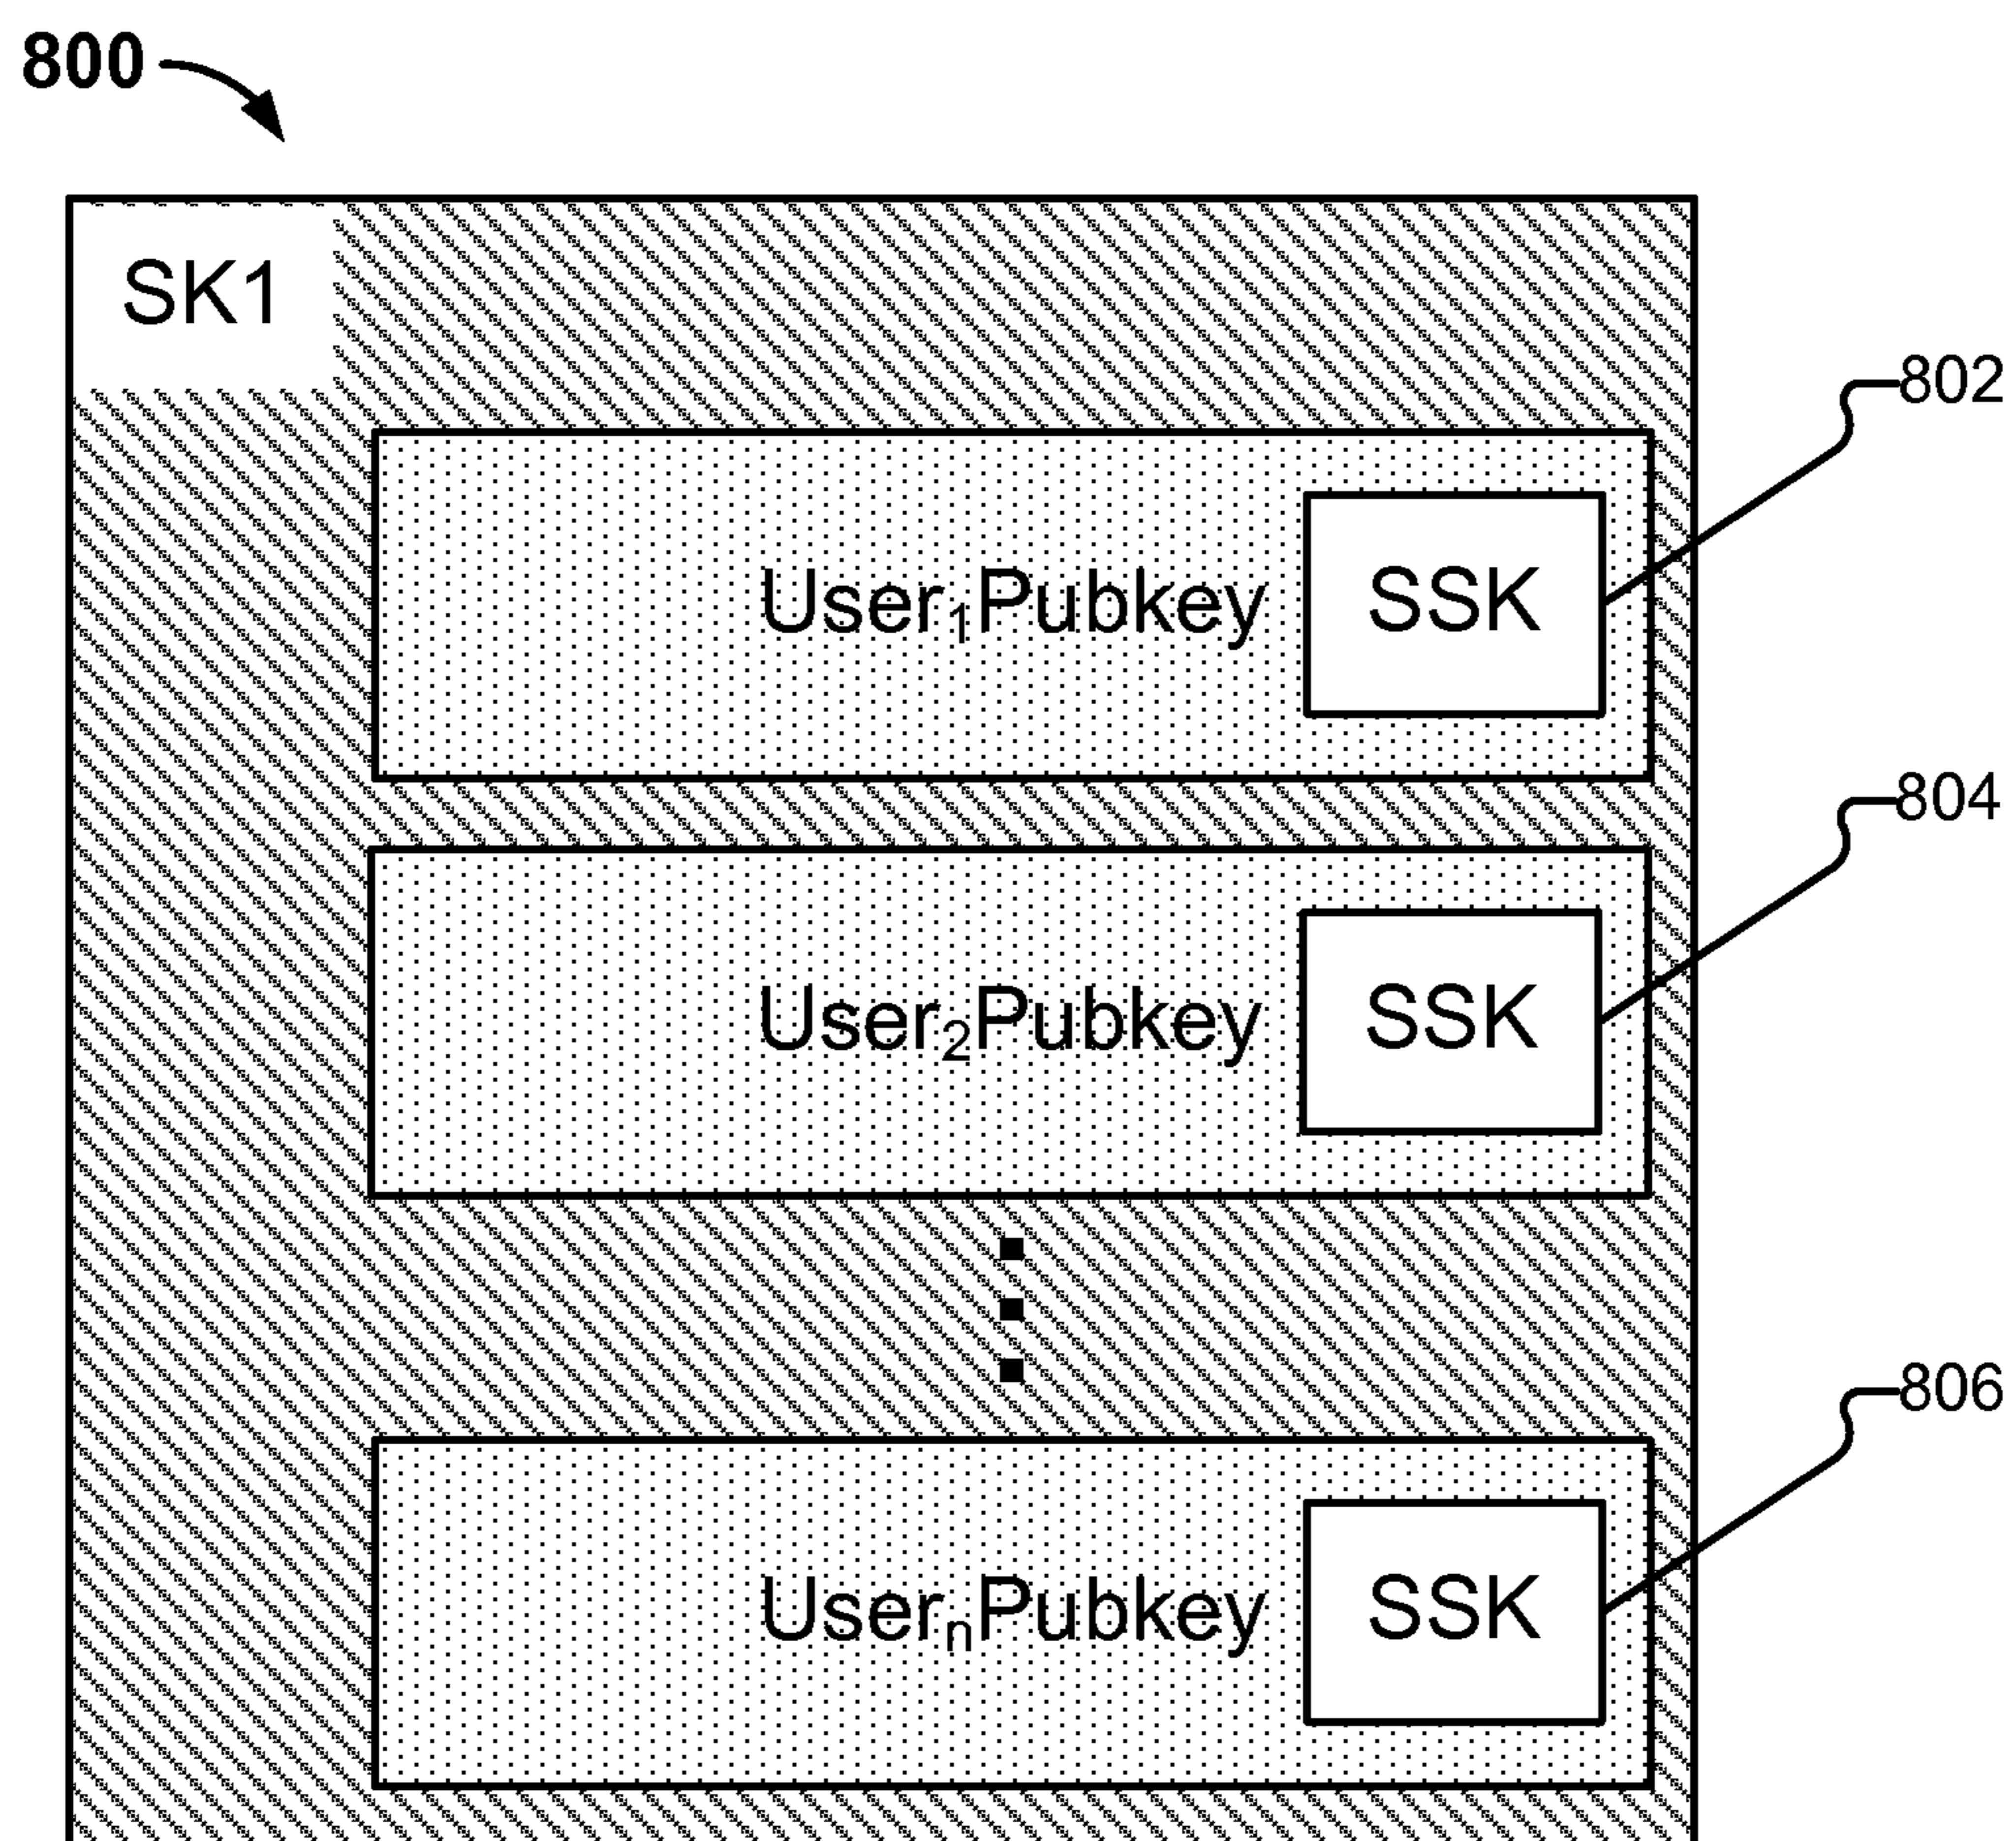 800
SK1
802
User₁Pubkey SSK
804
User₂Pubkey SSK
806
UserₙPubkey SSK